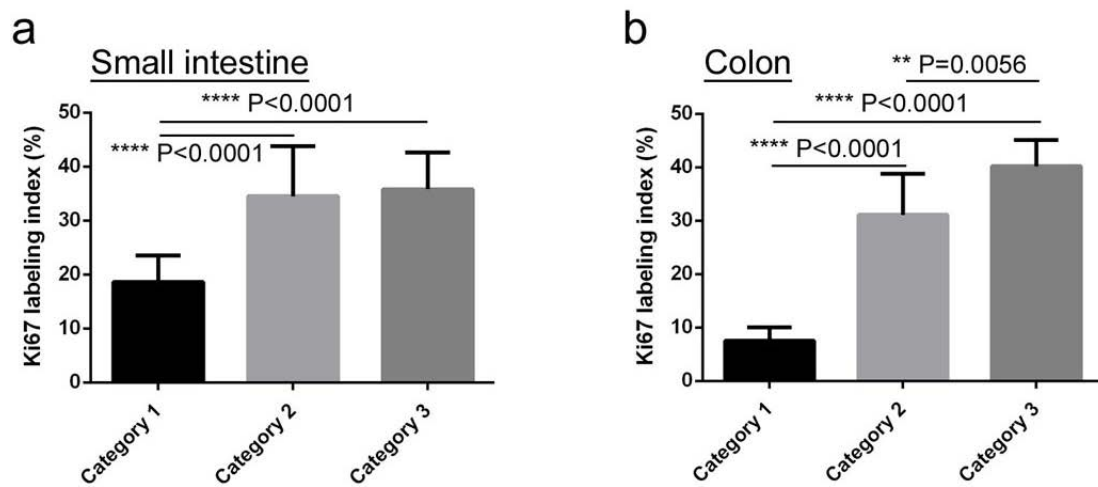 a
Small intestine
**** P<0.0001
**** P<0.0001
Ki67 labeling index (%)
50
40
30
20
10
0
Category 1
Category 2
Category 3
b
Colon
** P=0.0056
**** P<0.0001
**** P<0.0001
Ki67 labeling index (%)
50
40
30
20
10
0
Category 1
Category 2
Category 3